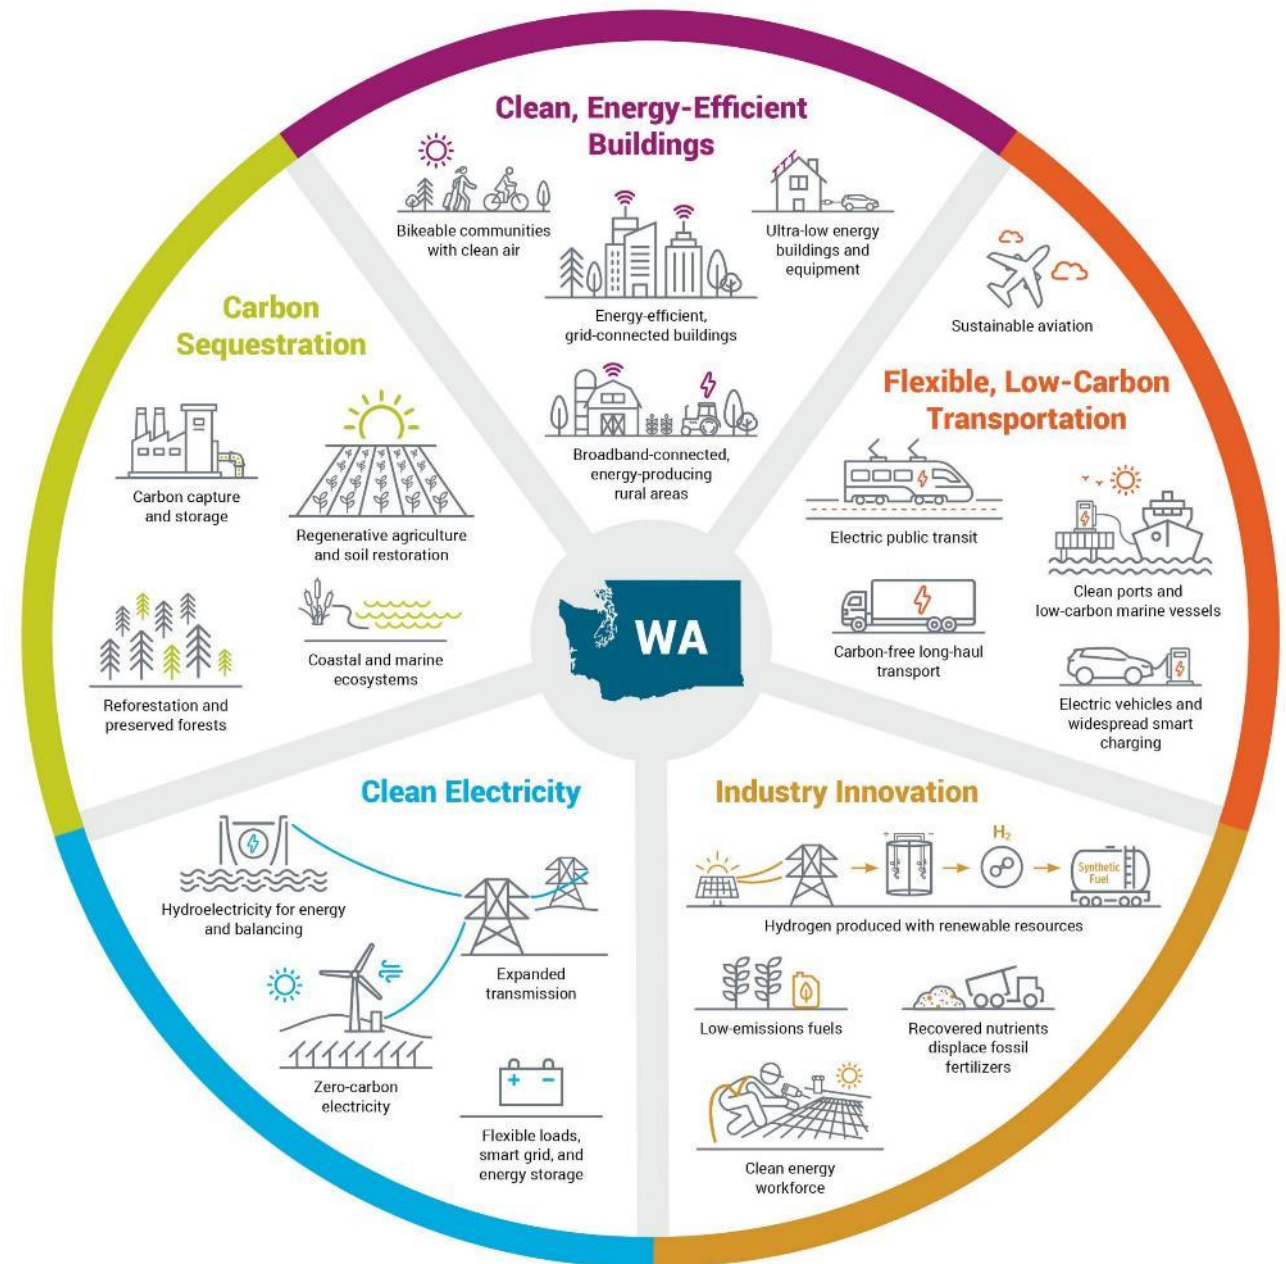 Clean, Energy-Efficient
Buildings
Bikeable communities
with clean air
Energy-efficient,
grid-connected buildings
Ultra-low energy
buildings and
equipment
Broadband-connected,
energy-producing
rural areas
Sustainable aviation
Flexible, Low-Carbon
Transportation
Electric public transit
Clean ports and
low-carbon marine vessels
Carbon-free long-haul
transport
Electric vehicles and
widespread smart
charging
Carbon
Sequestration
Carbon capture
and storage
Regenerative agriculture
and soil restoration
Reforestation and
preserved forests
Coastal and marine
ecosystems
WA
Clean Electricity
Hydroelectricity for energy
and balancing
Expanded
transmission
Zero-carbon
electricity
+ -
Flexible loads,
smart grid, and
energy storage
Industry Innovation
- +
H₂
Synthetic
Fuel
Hydrogen produced with renewable resources
Low-emissions fuels
Recovered nutrients
displace fossil
fertilizers
Clean energy
workforce